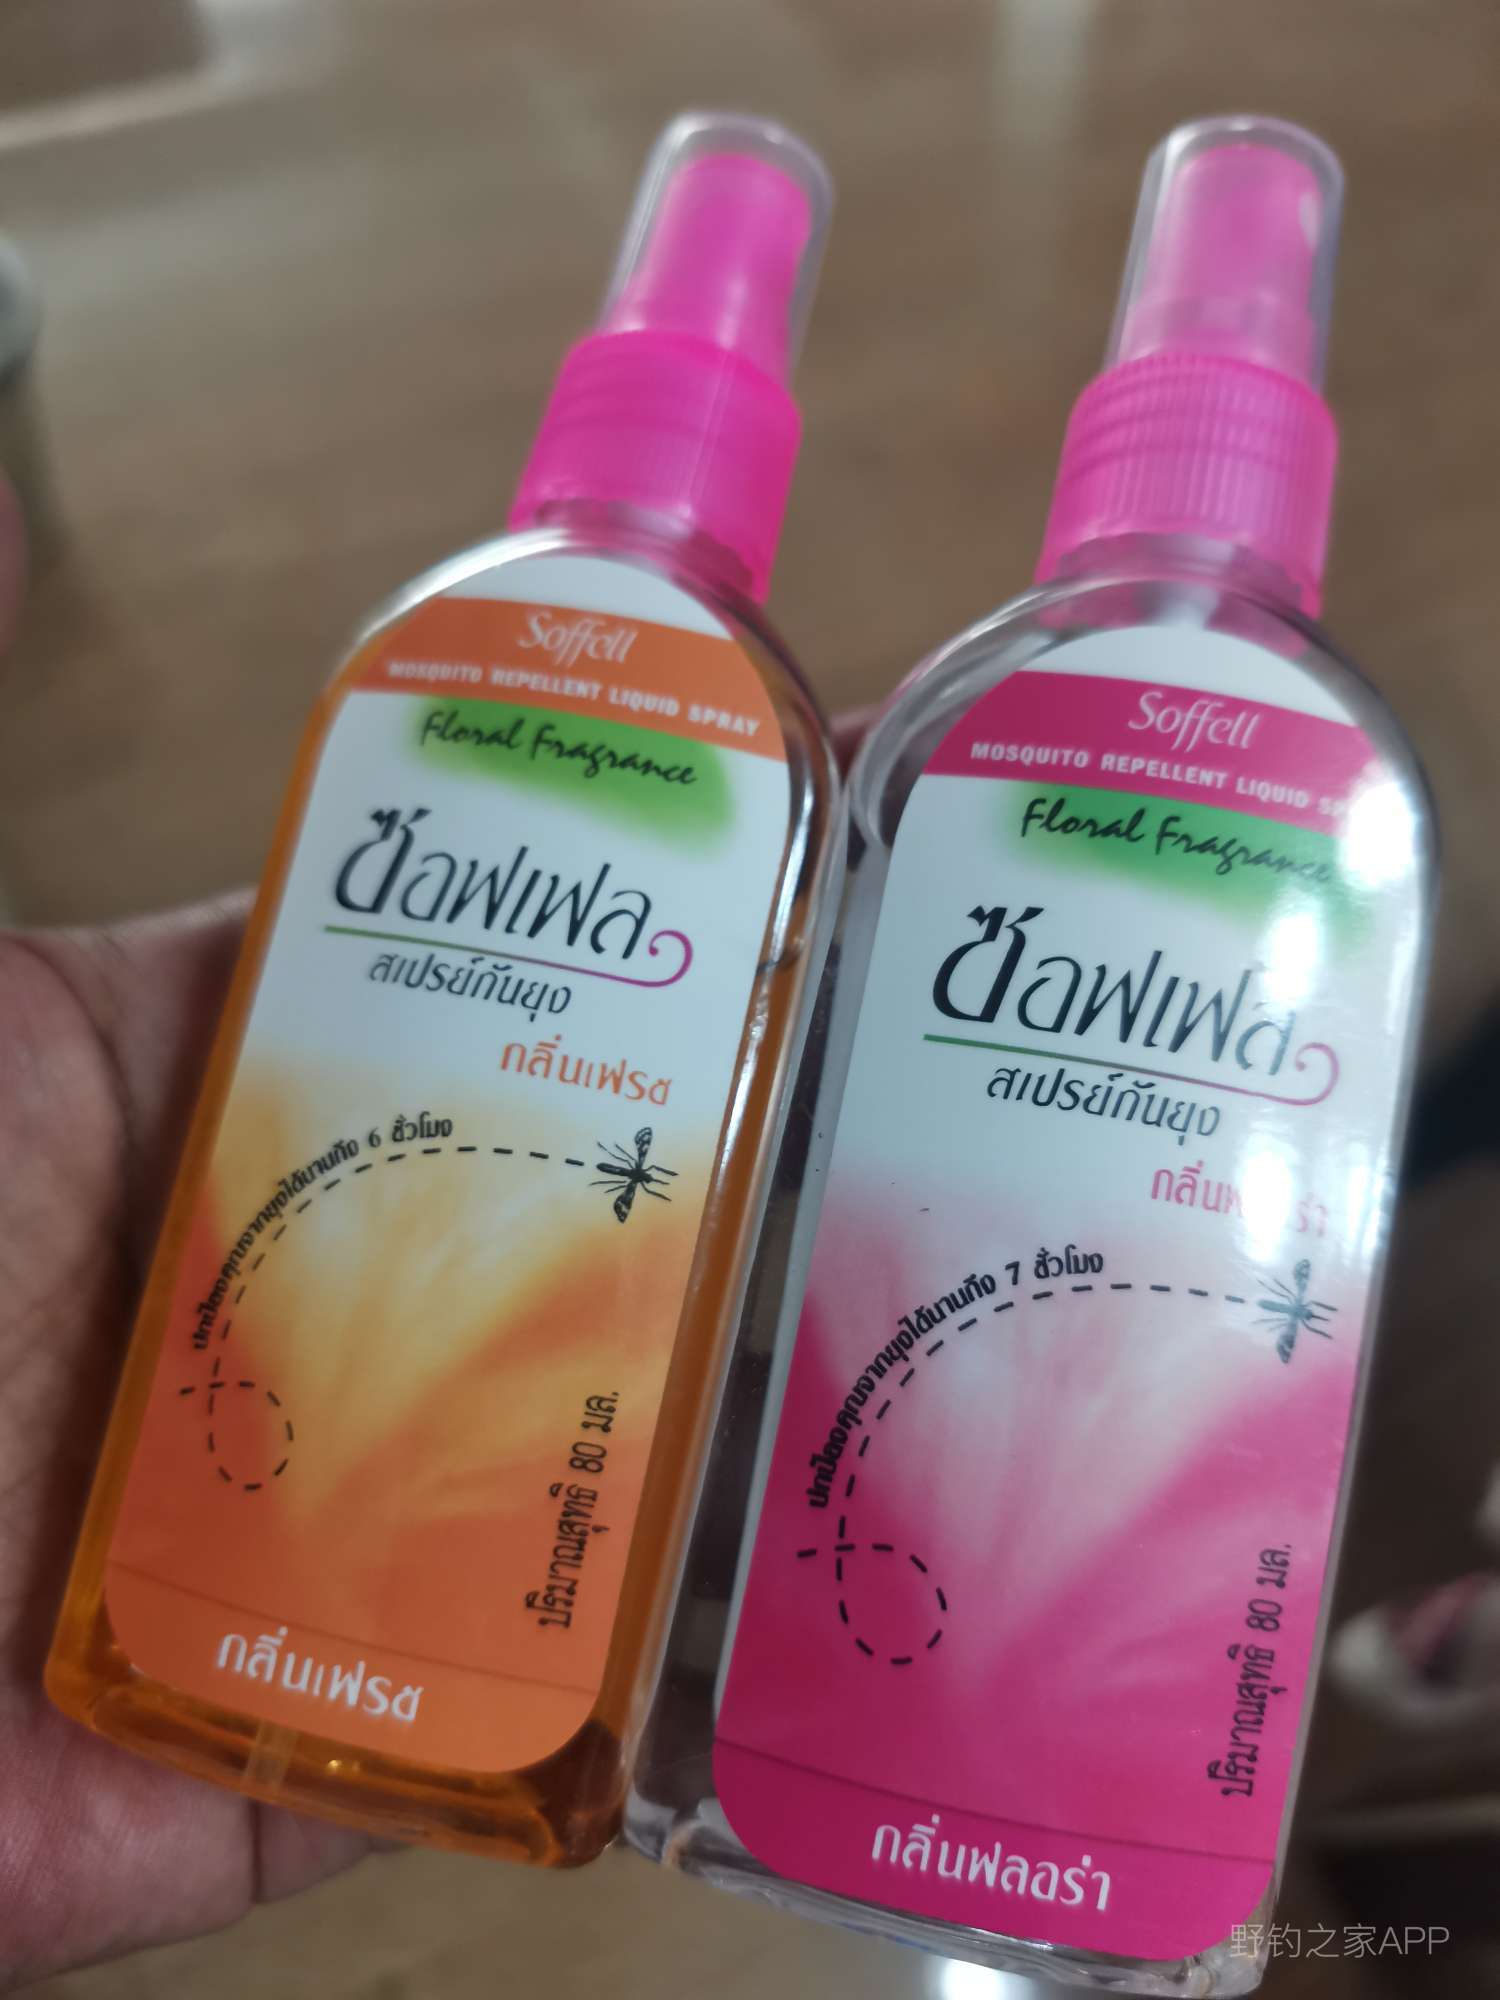 Soffell
MOSQUITO REPELLENT LIQUID SPRAY
Floral Fragrance
ซอฟเฟล
สเปรย์กันยุง
กลิ่นเฟรช
ปกป้องคุณจากยุงได้นานถึง 6 ชั่วโมง
ปริมาณสุทธิ 80 มล.
กลิ่นเฟรช
Soffell
MOSQUITO REPELLENT LIQUID
Floral Fragrance
ซอฟเฟล
สเปรย์กันยุง
ปกป้องคุณจากยุงได้นานถึง 7 ชั่วโมง
ปริมาณสุทธิ 80 มล.
กลิ่นฟลอร่า
野钓之家APP